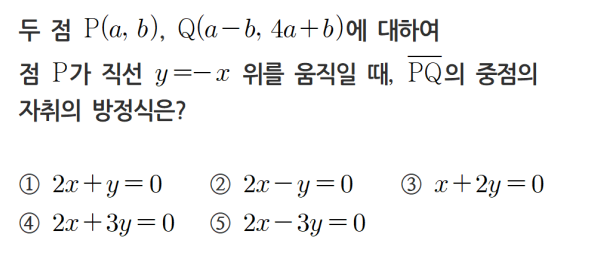 두 점 P(a, b), Q(a−b, 4a+b)에 대하여
점 P가 직선 y=−x 위를 움직일 때, P̅Q̅의 중점의
자취의 방정식은?
① 2x+y=0 ② 2x−y=0 ③ x+2y=0
④ 2x+3y=0 ⑤ 2x−3y=0